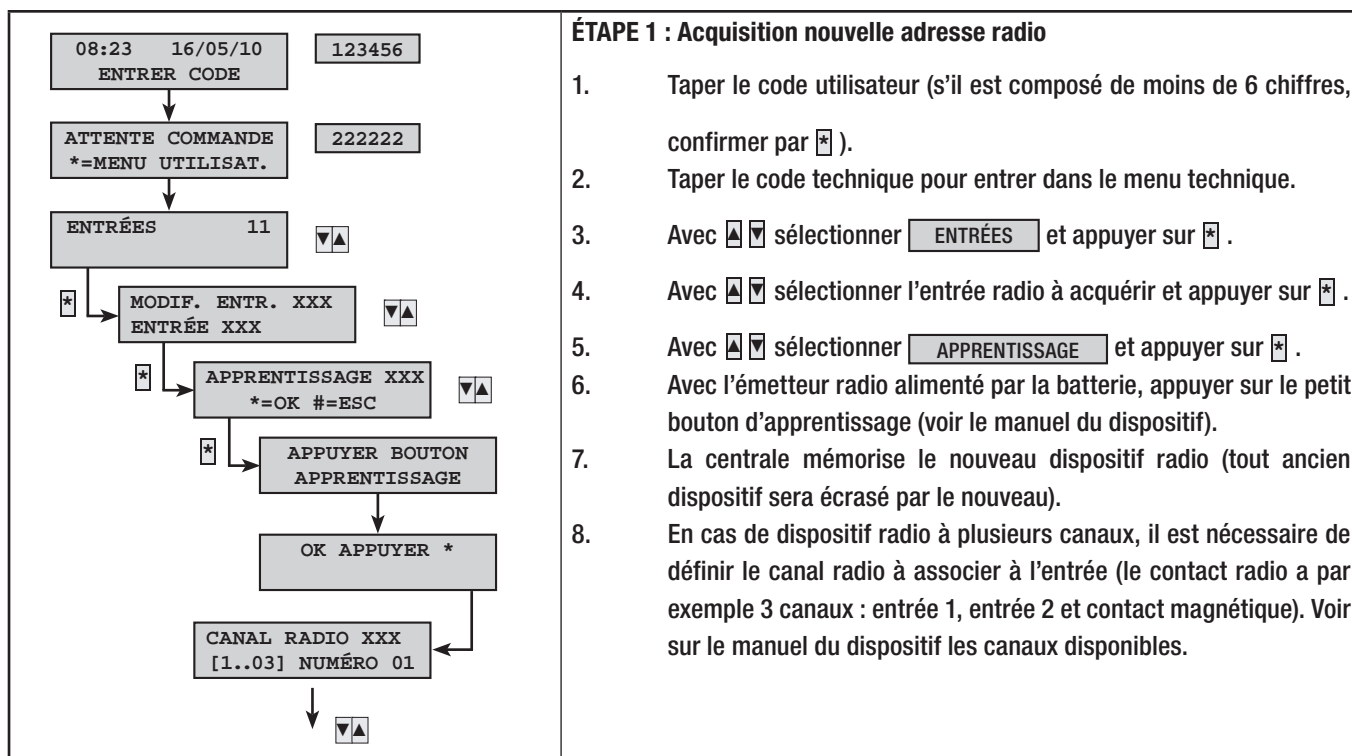 08:23 16/05/10
ENTRER CODE
123456
ATTENTE COMMANDE
*=MENU UTILISAT.
222222
ENTRÉES 11
▼▲
*
MODIF. ENTR. XXX
ENTRÉE XXX
▼▲
*
APPRENTISSAGE XXX
*=OK #=ESC
▼▲
*
APPUYER BOUTON
APPRENTISSAGE
OK APPUYER *
CANAL RADIO XXX
[1..03] NUMÉRO 01
▼▲
ÉTAPE 1 : Acquisition nouvelle adresse radio
1. Taper le code utilisateur (s'il est composé de moins de 6 chiffres,
confirmer par * ).
2. Taper le code technique pour entrer dans le menu technique.
3. Avec ▲ ▼ sélectionner ENTRÉES et appuyer sur * .
4. Avec ▲ ▼ sélectionner l'entrée radio à acquérir et appuyer sur * .
5. Avec ▲ ▼ sélectionner APPRENTISSAGE et appuyer sur * .
6. Avec l'émetteur radio alimenté par la batterie, appuyer sur le petit
bouton d'apprentissage (voir le manuel du dispositif).
7. La centrale mémorise le nouveau dispositif radio (tout ancien
dispositif sera écrasé par le nouveau).
8. En cas de dispositif radio à plusieurs canaux, il est nécessaire de
définir le canal radio à associer à l'entrée (le contact radio a par
exemple 3 canaux : entrée 1, entrée 2 et contact magnétique). Voir
sur le manuel du dispositif les canaux disponibles.